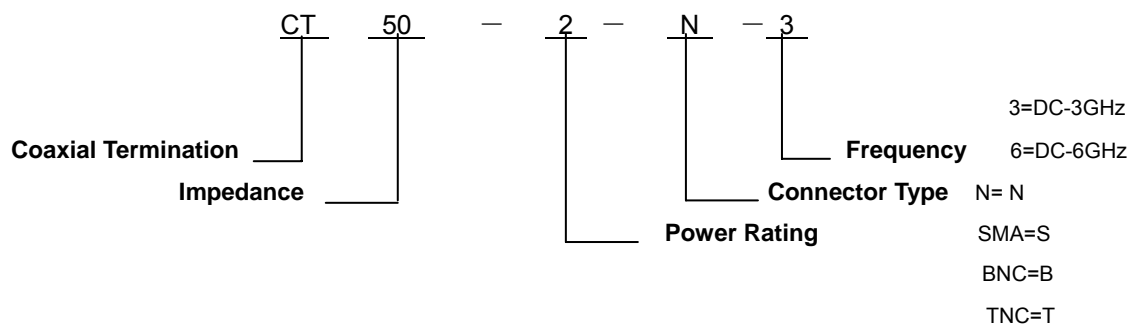 CT 50 — 2 — N — 3
3=DC-3GHz
Coaxial Termination Frequency 6=DC-6GHz
Impedance Connector Type N= N
Power Rating SMA=S
BNC=B
TNC=T